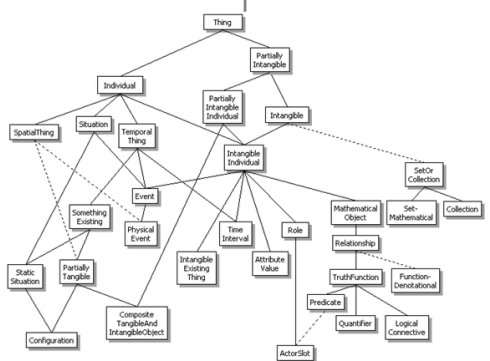 Thing
Partially
Intangible
Individual
Partially
Intangible
Individual
Intangible
SpatialThing
Situation
Temporal
Thing
Intangible
Individual
SetOr
Collection
Event
Set-
Mathematical
Collection
Something
Existing
Physical
Event
Time
Interval
Role
Mathematical
Object
Relationship
Static
Situation
Partially
Tangible
Intangible
Existing
Thing
Attribute
Value
TruthFunction
Function-
Denotational
Predicate
Composite
TangibleAnd
IntangibleObject
Quantifier
Logical
Connective
Configuration
ActorSlot